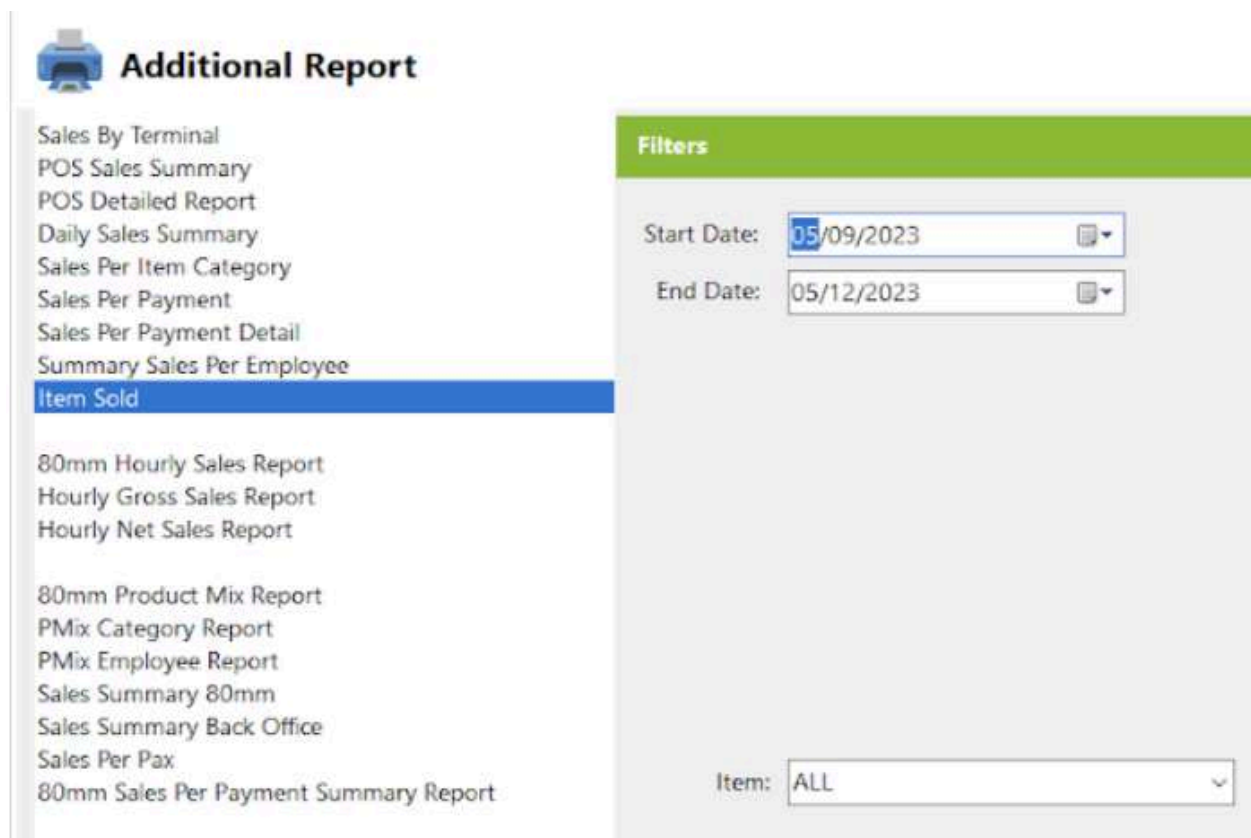 Additional Report
Sales By Terminal
POS Sales Summary
POS Detailed Report
Daily Sales Summary
Sales Per Item Category
Sales Per Payment
Sales Per Payment Detail
Summary Sales Per Employee
Item Sold
80mm Hourly Sales Report
Hourly Gross Sales Report
Hourly Net Sales Report
80mm Product Mix Report
PMix Category Report
PMix Employee Report
Sales Summary 80mm
Sales Summary Back Office
Sales Per Pax
80mm Sales Per Payment Summary Report
Filters
Start Date: 05/09/2023
End Date: 05/12/2023
Item: ALL